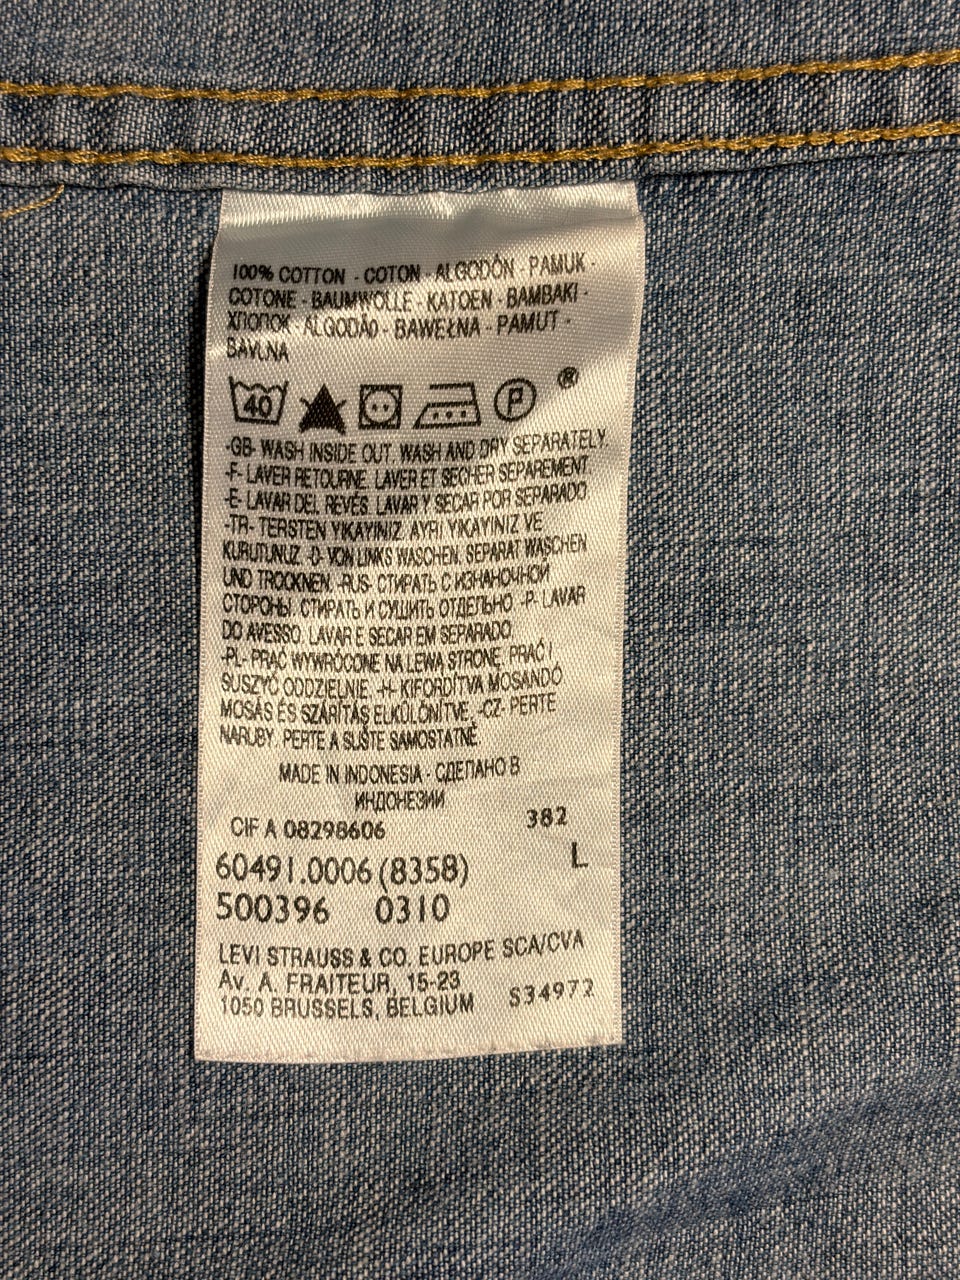 100% COTTON - COTON - ALGODÓN - PAMUK -
COTONE - BAUMWOLLE - KATOEN - BAMBAKI -
ХЛОПОК - ALGODÃO - BAWEŁNA - PAMUT -
BAVLNA
40 P ®
-GB- WASH INSIDE OUT. WASH AND DRY SEPARATELY.
-F- LAVER RETOURNE. LAVER ET SECHER SEPAREMENT.
-E- LAVAR DEL REVÉS. LAVAR Y SECAR POR SEPARADO.
-TR- TERSTEN YIKAYINIZ. AYRI YIKAYINIZ VE
KURUTUNUZ. -D- VON LINKS WASCHEN. SEPARAT WASCHEN
UND TROCKNEN. -RUS- СТИРАТЬ С ИЗНАНОЧНОЙ
СТОРОНЫ. СТИРАТЬ И СУШИТЬ ОТДЕЛЬНО -P- LAVAR
DO AVESSO. LAVAR E SECAR EM SEPARADO.
-PL- PRAĆ WYWRÓCONE NA LEWA STRONE. PRAĆ I
SUSZYĆ ODDZIELNIE. -H- KIFORDÍTVA MOSANDÓ
MOSÁS ÉS SZÁRÍTÁS ELKÜLÖNÍTVE. -CZ- PERTE
NARUBY. PERTE A SUŠTE SAMOSTATNĚ.
MADE IN INDONESIA - СДЕЛАНО В
ИНДОНЕЗИИ
CIF A 08298606 382
60491.0006 (8358) L
500396 0310
LEVI STRAUSS & CO. EUROPE SCA/CVA
Av. A. FRAITEUR, 15-23
1050 BRUSSELS, BELGIUM S34972